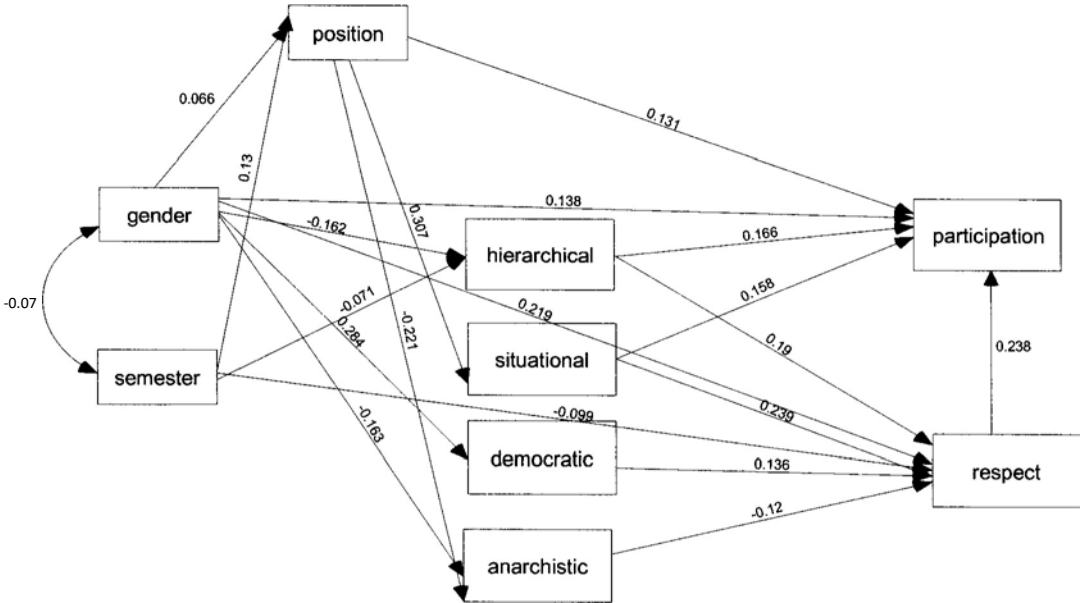 position
0.066
0.131
0.13
gender
0.138
participation
-0.162
0.307
hierarchical
0.166
-0.07
-0.071
0.158
0.219
0.284
-0.221
0.19
situational
0.238
semester
0.239
-0.099
-0.163
democratic
0.136
respect
-0.12
anarchistic